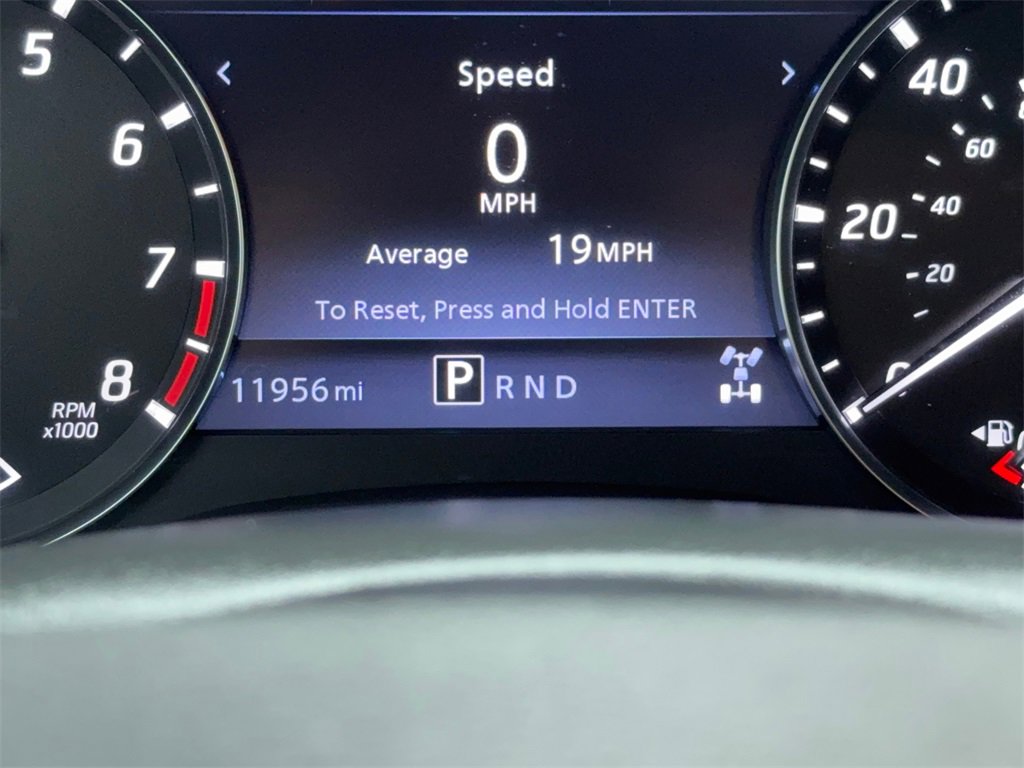 5
6
7
8
RPM
x1000
< Speed >
0
MPH
Average 19 MPH
To Reset, Press and Hold ENTER
11956 mi P R N D
40
60
20
40
20
0